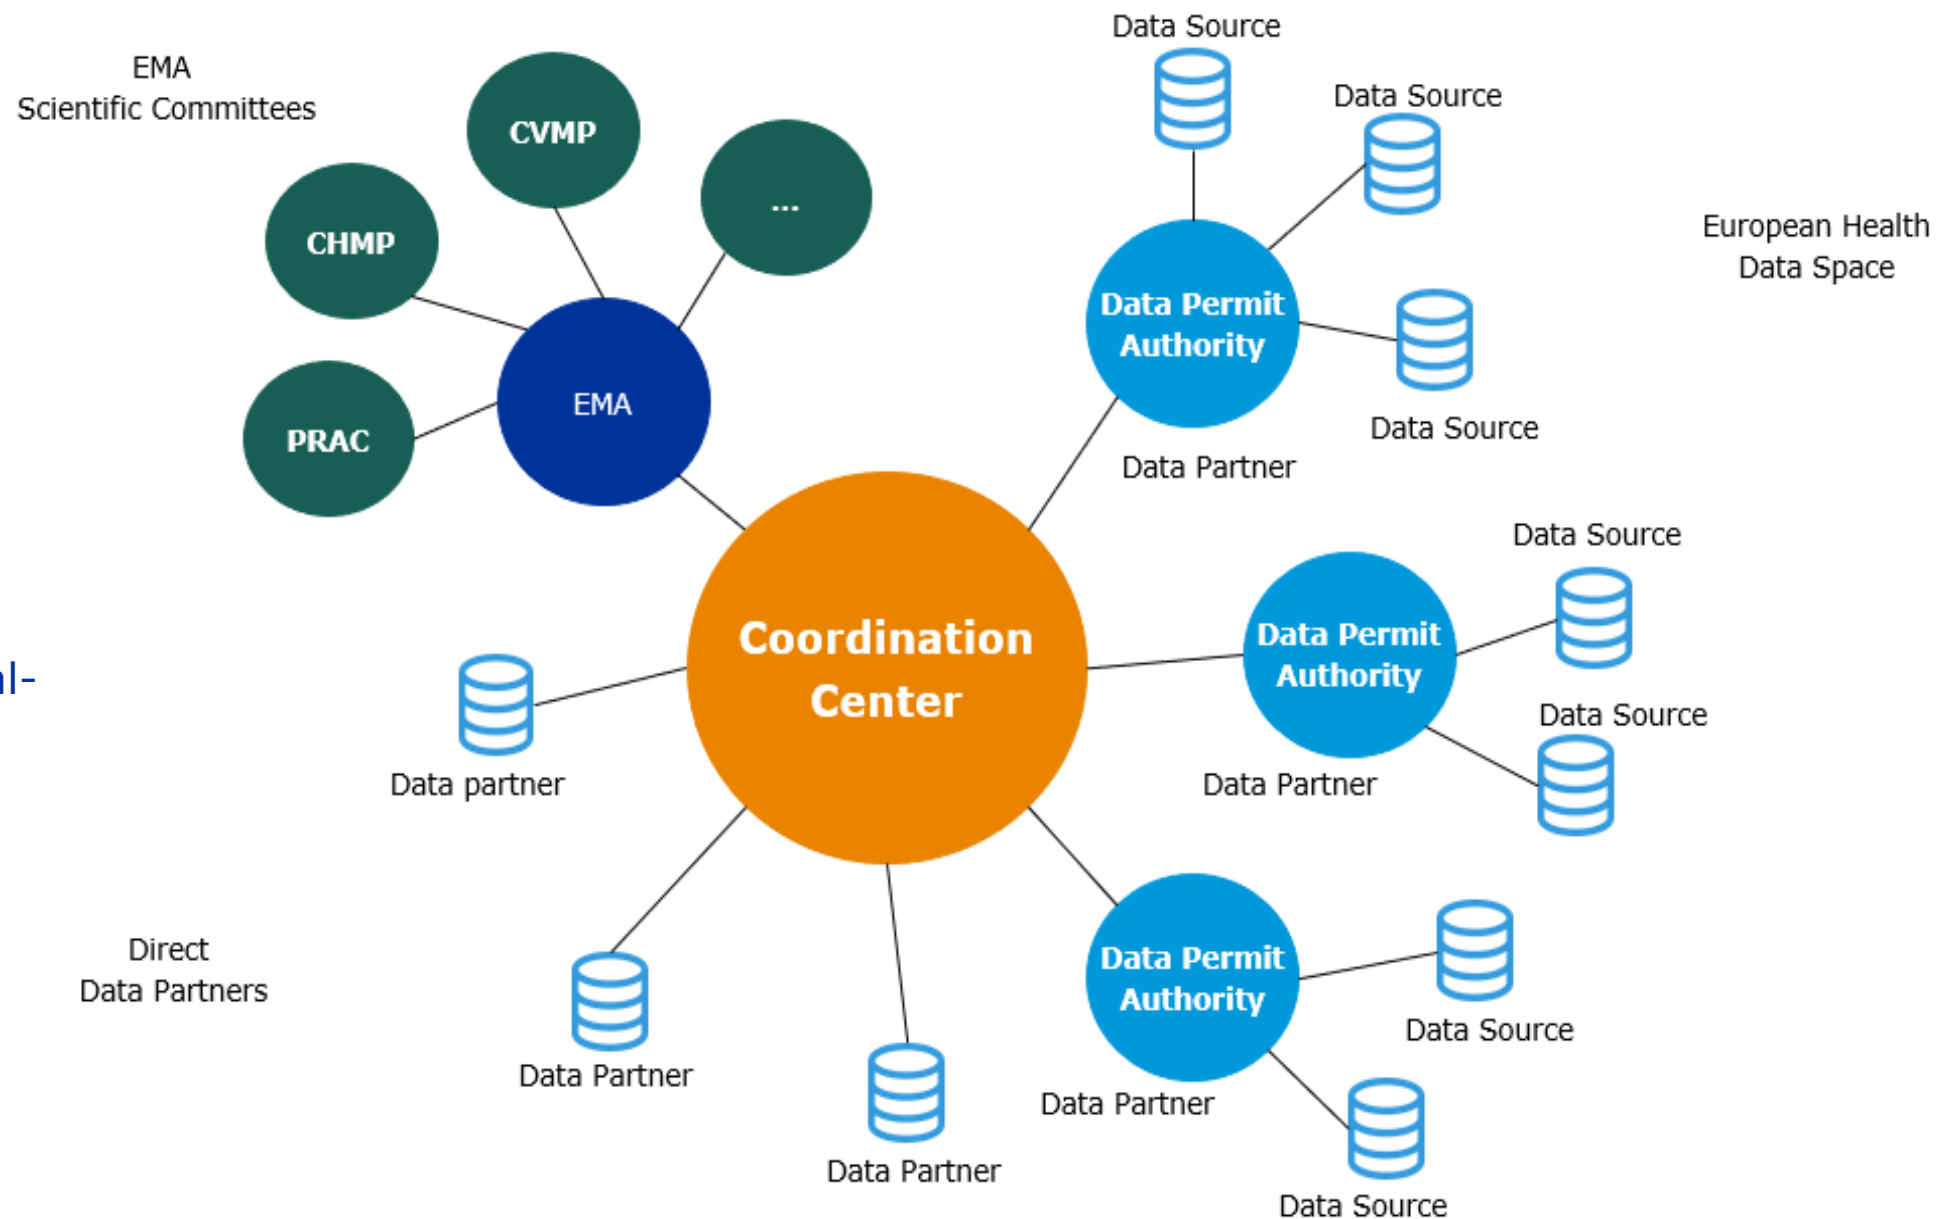 Data Source
EMA
Scientific Committees
CVMP
Data Source
...
CHMP
European Health
Data Space
Data Permit
Authority
EMA
PRAC
Data Source
Data Partner
Data Source
Coordination
Center
Data Permit
Authority
al-
Data Source
Data partner
Data Partner
Direct
Data Partners
Data Permit
Authority
Data Source
Data Partner
Data Partner
Data Partner
Data Source